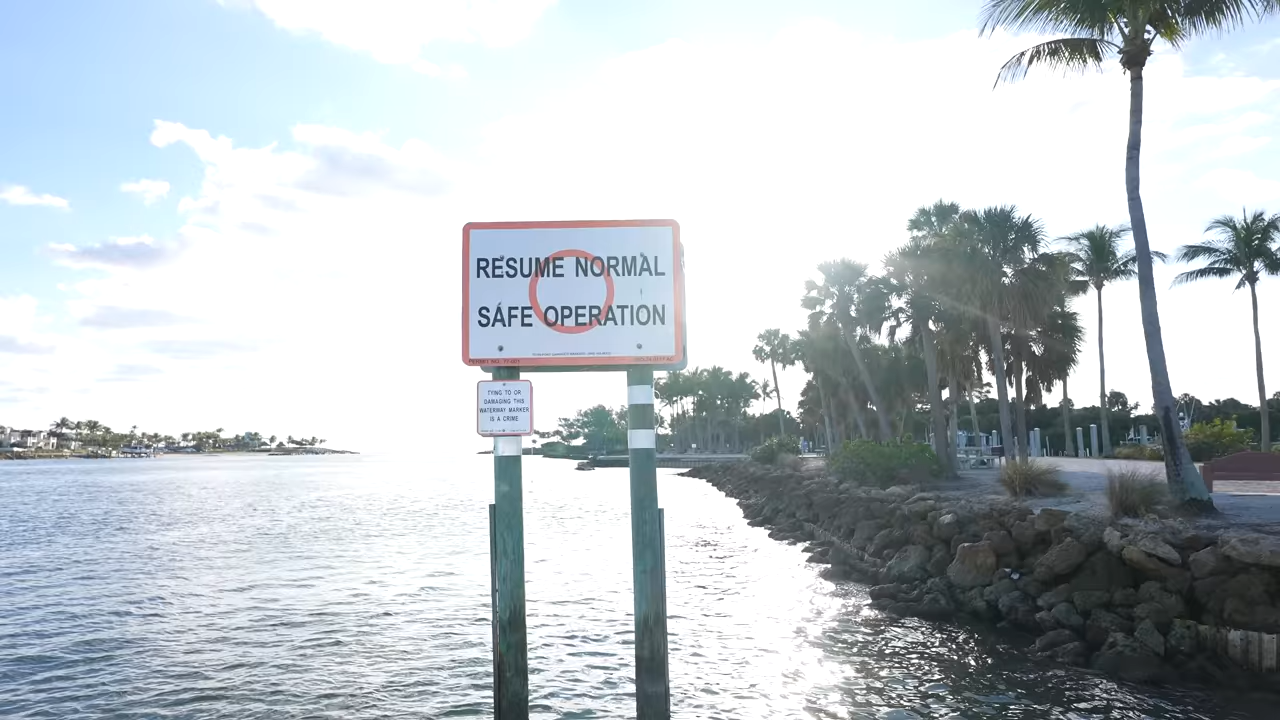 RESUME NORMAL
SAFE OPERATION
TYING TO OR
DAMAGING THIS
WATERWAY MARKER
IS A CRIME